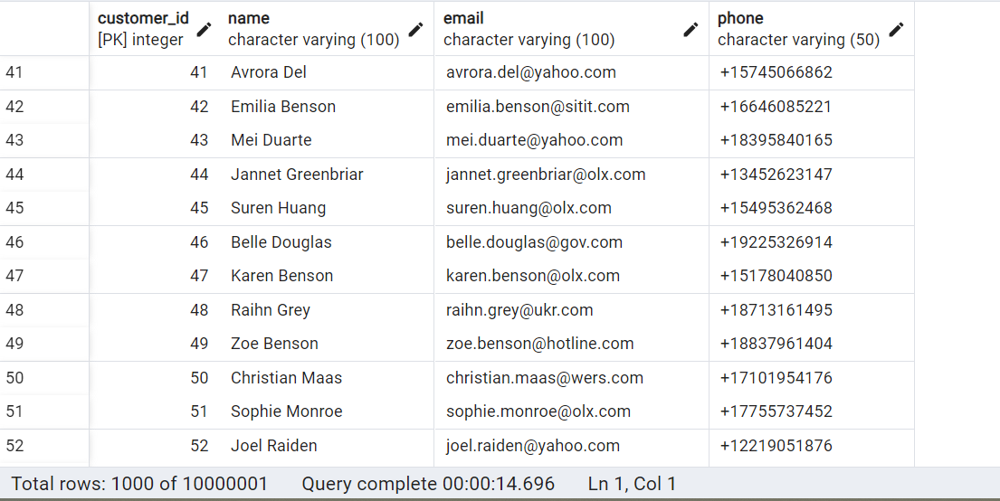 customer_id name email phone
[PK] integer character varying (100) character varying (100) character varying (50)
41 41 Avrora Del avrora.del@yahoo.com +15745066862
42 42 Emilia Benson emilia.benson@sitit.com +16646085221
43 43 Mei Duarte mei.duarte@yahoo.com +18395840165
44 44 Jannet Greenbriar jannet.greenbriar@olx.com +13452623147
45 45 Suren Huang suren.huang@olx.com +15495362468
46 46 Belle Douglas belle.douglas@gov.com +19225326914
47 47 Karen Benson karen.benson@olx.com +15178040850
48 48 Raihn Grey raihn.grey@ukr.com +18713161495
49 49 Zoe Benson zoe.benson@hotline.com +18837961404
50 50 Christian Maas christian.maas@wers.com +17101954176
51 51 Sophie Monroe sophie.monroe@olx.com +17755737452
52 52 Joel Raiden joel.raiden@yahoo.com +12219051876
Total rows: 1000 of 10000001 Query complete 00:00:14.696 Ln 1, Col 1